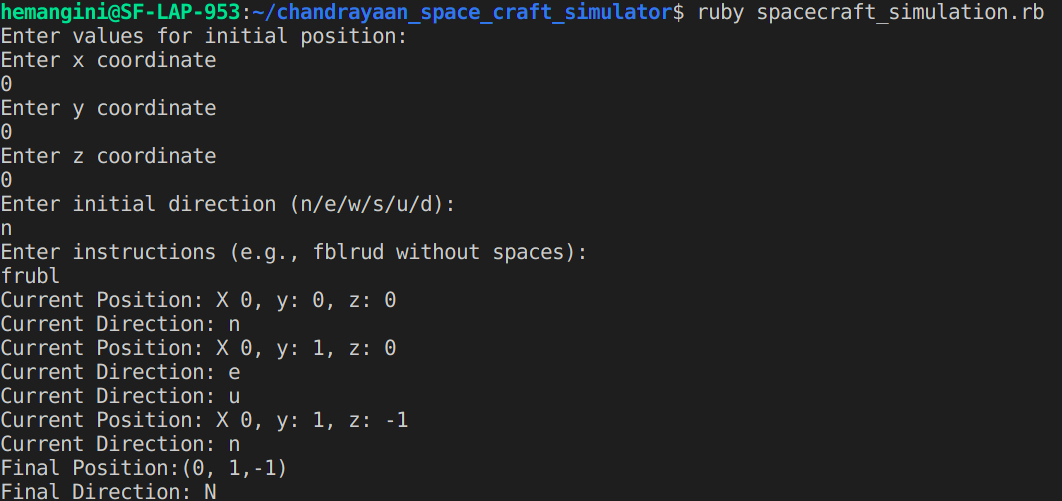 hemangini@SF-LAP-953:~/chandrayaan_space_craft_simulator$ ruby spacecraft_simulation.rb
Enter values for initial position:
Enter x coordinate
0
Enter y coordinate
0
Enter z coordinate
0
Enter initial direction (n/e/w/s/u/d):
n
Enter instructions (e.g., fblrud without spaces):
frubl
Current Position: X 0, y: 0, z: 0
Current Direction: n
Current Position: X 0, y: 1, z: 0
Current Direction: e
Current Direction: u
Current Position: X 0, y: 1, z: -1
Current Direction: n
Final Position:(0, 1,-1)
Final Direction: N